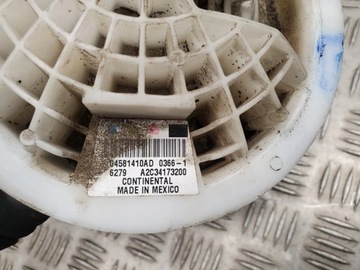 04581410AD 0366-1
6279 A2C34173200
CONTINENTAL
MADE IN MEXICO